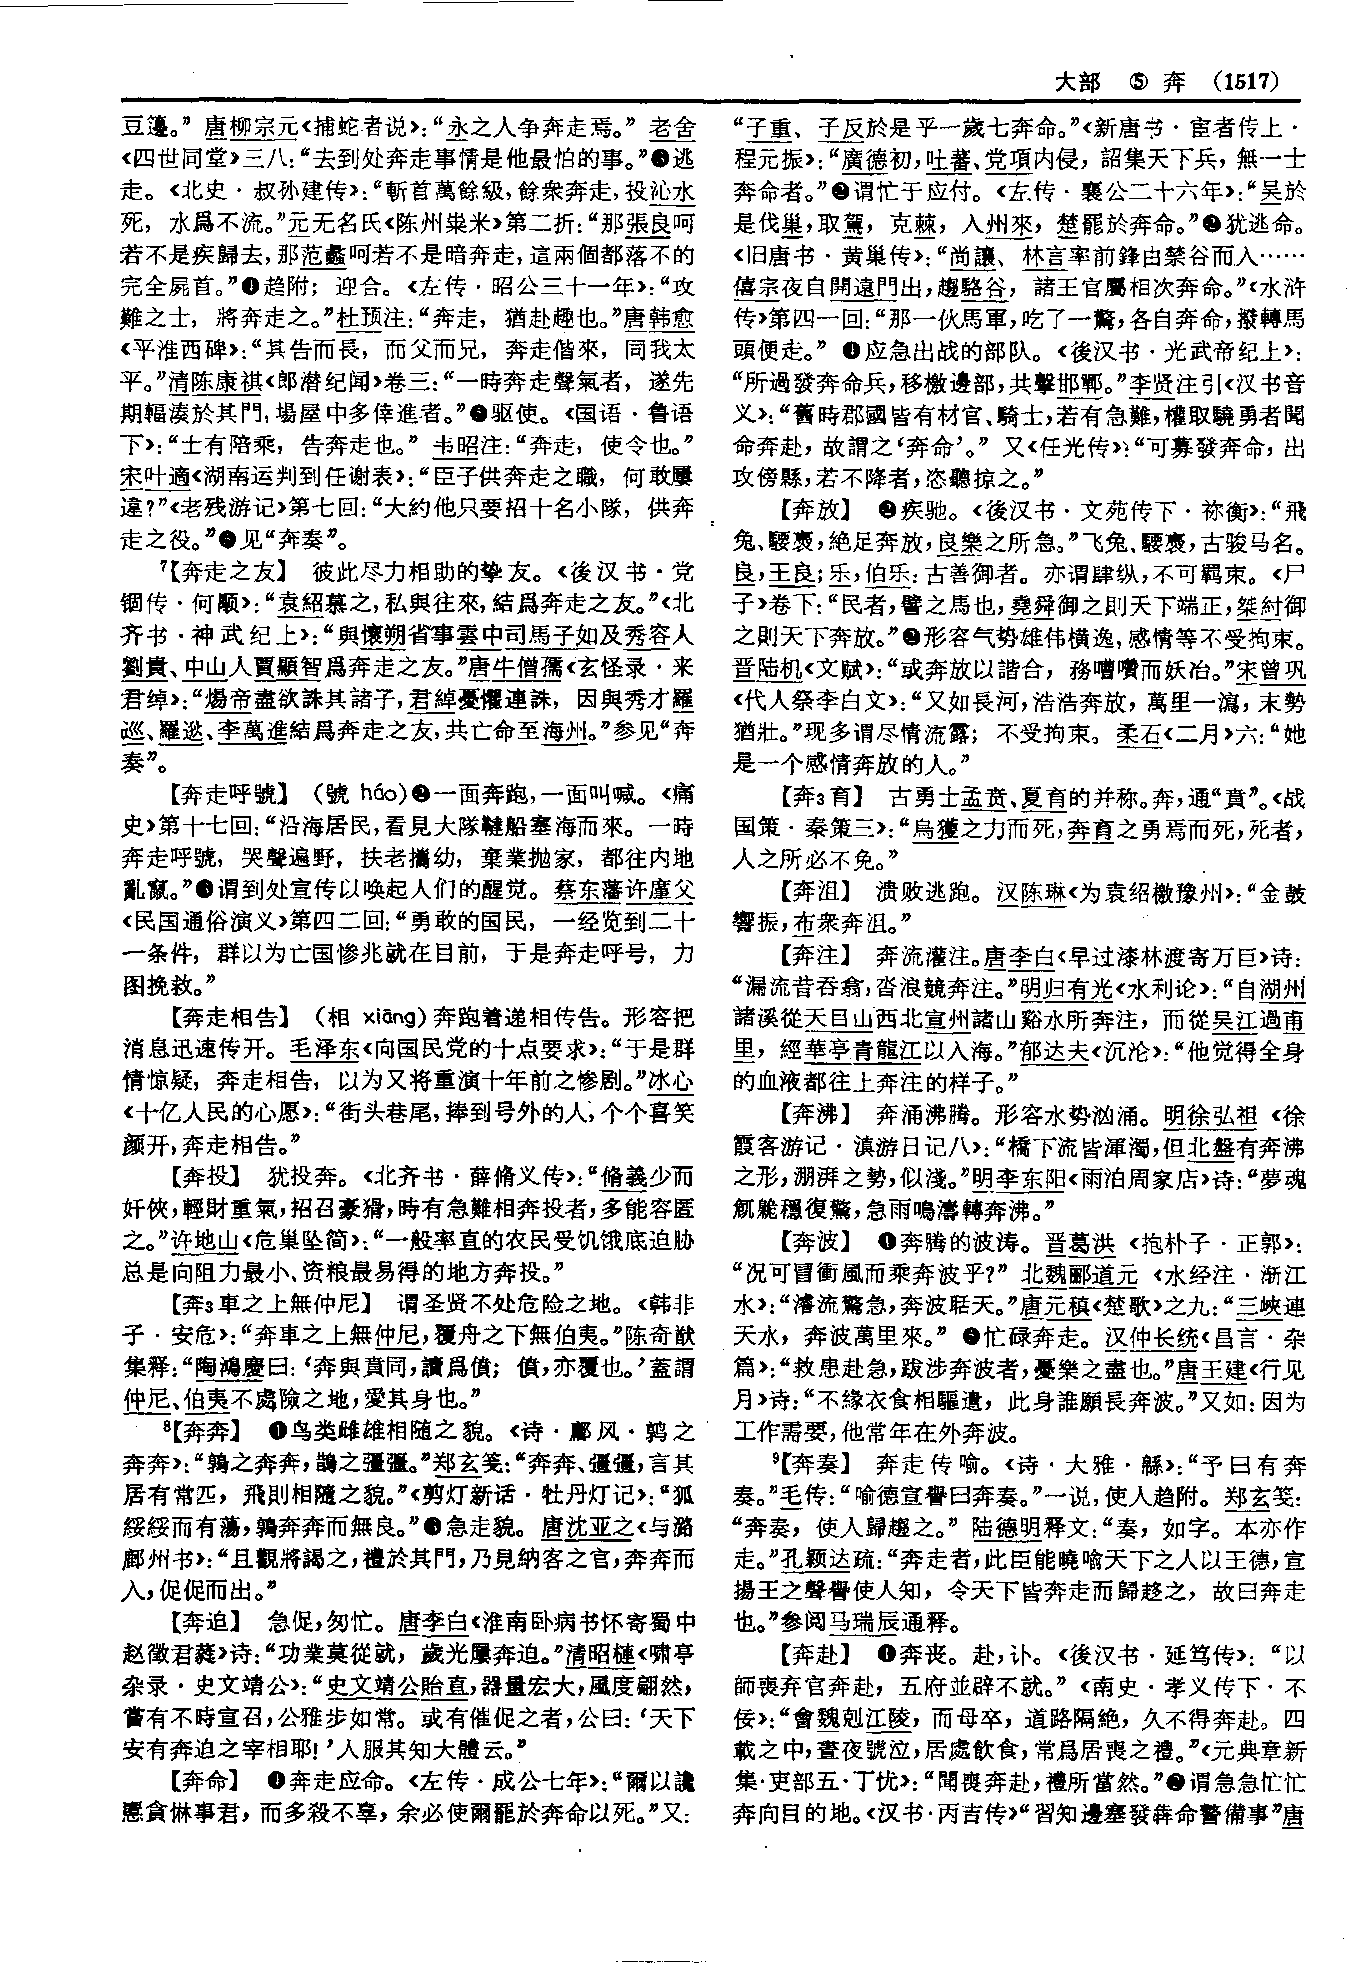 大部 ⑤ 奔 (1517)
豆籩。”唐柳宗元《捕蛇者说》:“永之人争奔走焉。”老舍
《四世同堂》三八:“去到处奔走事情是他最怕的事。”❸逃
走。《北史·叔孙建传》:“斬首萬餘級,餘衆奔走,投沁水
死,水爲不流。”元无名氏《陈州粜米》第二折:“那張良呵
若不是疾歸去,那范蠡呵若不是暗奔走,這兩個都落不的
完全屍首。”❹趋附;迎合。《左传·昭公三十一年》:“攻
難之士,將奔走之。”杜预注:“奔走,猶赴趣也。”唐韩愈
《平淮西碑》:“其告而長,而父而兄,奔走偕來,同我太
平。”清陈康祺《郎潜纪闻》卷三:“一時奔走聲氣者,遂先
期輻湊於其門,場屋中多倖進者。”❺驱使。《国语·鲁语
下》:“士有陪乘,告奔走也。”韦昭注:“奔走,使令也。”
宋叶適《湖南运判到任谢表》:“臣子供奔走之職,何敢屢
違?”《老残游记》第七回:“大約他只要招十名小隊,供奔
走之役。”❻见“奔奏”。
7【奔走之友】 彼此尽力相助的挚友。《後汉书·党
锢传·何颙》:“袁紹慕之,私與往來,結爲奔走之友。”《北
齐书·神武纪上》:“與懷朔省事雲中司馬子如及秀容人
劉貴、中山人賈顯智爲奔走之友。”唐牛僧孺《玄怪录·来
君绰》:“煬帝盡欲誅其諸子,君綽憂懼連誅,因與秀才羅
巡、羅逖、李萬進結爲奔走之友,共亡命至海州。”参见“奔
奏”。
【奔走呼號】 (號 háo)❷一面奔跑,一面叫喊。《痛
史》第十七回:“沿海居民,看見大隊韃船塞海而來。一時
奔走呼號,哭聲遍野,扶老攜幼,棄業抛家,都往内地
亂竄。”❸谓到处宣传以唤起人们的醒觉。蔡东藩许廑父
《民国通俗演义》第四二回:“勇敢的国民,一经览到二十
一条件,群以为亡国惨兆就在目前,于是奔走呼号,力
图挽救。”
【奔走相告】 (相 xiāng)奔跑着递相传告。形容把
消息迅速传开。毛泽东《向国民党的十点要求》:“于是群
情惊疑,奔走相告,以为又将重演十年前之惨剧。”冰心
《十亿人民的心愿》:“街头巷尾,捧到号外的人,个个喜笑
颜开,奔走相告。”
【奔投】 犹投奔。《北齐书·薛脩义传》:“脩義少而
奸俠,輕財重氣,招召豪猾,時有急難相奔投者,多能容匿
之。”许地山《危巢坠简》:“一般率直的农民受饥饿底迫胁
总是向阻力最小、资粮最易得的地方奔投。”
【奔3車之上無仲尼】 谓圣贤不处危险之地。《韩非
子·安危》:“奔車之上無仲尼,覆舟之下無伯夷。”陈奇猷
集释:“陶鴻慶曰:‘奔與賁同,讀爲僨;僨,亦覆也。’蓋謂
仲尼、伯夷不處險之地,愛其身也。”
8【奔奔】 ❶鸟类雌雄相随之貌。《诗·鄘风·鹑之
奔奔》:“鶉之奔奔,鵲之彊彊。”郑玄笺:“奔奔、彊彊,言其
居有常匹,飛則相隨之貌。”《剪灯新话·牡丹灯记》:“狐
綏綏而有蕩,鶉奔奔而無良。”❸急走貌。唐沈亚之《与潞
鄜州书》:“且觀將謁之,禮於其門,乃見納客之官,奔奔而
入,促促而出。”
【奔迫】 急促,匆忙。唐李白《淮南卧病书怀寄蜀中
赵徵君蕤》诗:“功業莫從就,歲光屢奔迫。”清昭槤《啸亭
杂录·史文靖公》:“史文靖公貽直,器量宏大,風度翩然,
嘗有不時宣召,公雅步如常。或有催促之者,公曰:‘天下
安有奔迫之宰相耶!’人服其知大體云。”
【奔命】 ❶奔走应命。《左传·成公七年》:“爾以讒
慝貪惏事君,而多殺不辜,余必使爾罷於奔命以死。”又:
“子重、子反於是乎一歲七奔命。”《新唐书·宦者传上·
程元振》:“廣德初,吐蕃、党項内侵,詔集天下兵,無一士
奔命者。”❷谓忙于应付。《左传·襄公二十六年》:“吴於
是伐巢,取駕,克棘,入州來,楚罷於奔命。”❷犹逃命。
《旧唐书·黄巢传》:“尚讓、林言率前鋒由禁谷而入……
僖宗夜自開遠門出,趨駱谷,諸王官屬相次奔命。”《水浒
传》第四一回:“那一伙馬軍,吃了一驚,各自奔命,撥轉馬
頭便走。”❹应急出战的部队。《後汉书·光武帝纪上》:
“所過發奔命兵,移檄邊部,共擊邯鄲。”李贤注引《汉书音
义》:“舊時郡國皆有材官、騎士,若有急難,權取驍勇者聞
命奔赴,故謂之‘奔命’。”又《任光传》:“可募發奔命,出
攻傍縣,若不降者,恣聽掠之。”
【奔放】 ❷疾驰。《後汉书·文苑传下·祢衡》:“飛
兔、騕褭,絶足奔放,良樂之所急。”飞兔、騕褭,古骏马名。
良,王良;乐,伯乐:古善御者。亦谓肆纵,不可羁束。《尸
子》卷下:“民者,譬之馬也,堯舜御之則天下端正,桀紂御
之則天下奔放。”❷形容气势雄伟横逸,感情等不受拘束。
晋陆机《文赋》:“或奔放以諧合,務嘈囋而妖冶。”宋曾巩
《代人祭李白文》:“又如長河,浩浩奔放,萬里一瀉,末勢
猶壯。”现多谓尽情流露;不受拘束。柔石《二月》六:“她
是一个感情奔放的人。”
【奔3育】 古勇士孟贲、夏育的并称。奔,通“賁”。《战
国策·秦策三》:“烏獲之力而死,奔育之勇焉而死,死者,
人之所必不免。”
【奔沮】 溃败逃跑。汉陈琳《为袁绍檄豫州》:“金鼓
響振,布衆奔沮。”
【奔注】 奔流灌注。唐李白《早过漆林渡寄万巨》诗:
“漏流昔吞翕,沓浪競奔注。”明归有光《水利论》:“自湖州
諸溪從天目山西北宣州諸山谿水所奔注,而從吴江過甫
里,經華亭青龍江以入海。”郁达夫《沉沦》:“他觉得全身
的血液都往上奔注的样子。”
【奔沸】 奔涌沸腾。形容水势汹涌。明徐弘祖《徐
霞客游记·滇游日记八》:“橋下流皆渾濁,但北盤有奔沸
之形,澎湃之勢,似淺。”明李东阳《雨泊周家店》诗:“夢魂
劒䴥穩復驚,急雨鳴濤轉奔沸。”
【奔波】 ❶奔腾的波涛。晋葛洪《抱朴子·正郭》:
“况可冒衝風而乘奔波乎?”北魏郦道元《水经注·渐江
水》:“濬流驚急,奔波聒天。”唐元稹《楚歌》之九:“三峽連
天水,奔波萬里來。”❸忙碌奔走。汉仲长统《昌言·杂
篇》:“救患赴急,跋涉奔波者,憂樂之盡也。”唐王建《行见
月》诗:“不緣衣食相驅遣,此身誰願長奔波。”又如:因为
工作需要,他常年在外奔波。
9【奔奏】 奔走传喻。《诗·大雅·緜》:“予曰有奔
奏。”毛传:“喻德宣譽曰奔奏。”一说,使人趋附。郑玄笺:
“奔奏,使人歸趨之。”陆德明释文:“奏,如字。本亦作
走。”孔颖达疏:“奔走者,此臣能曉喻天下之人以王德,宣
揚王之聲譽使人知,令天下皆奔走而歸趍之,故曰奔走
也。”参阅马瑞辰通释。
【奔赴】 ❶奔丧。赴,讣。《後汉书·延笃传》:“以
師喪弃官奔赴,五府並辟不就。”《南史·孝义传下·不
佞》:“會魏剋江陵,而母卒,道路隔絶,久不得奔赴。四
載之中,晝夜號泣,居處飲食,常爲居喪之禮。”《元典章新
集·吏部五·丁忧》:“聞喪奔赴,禮所當然。”❷谓急急忙忙
奔向目的地。《汉书·丙吉传》“習知邊塞發犇命警備事”唐